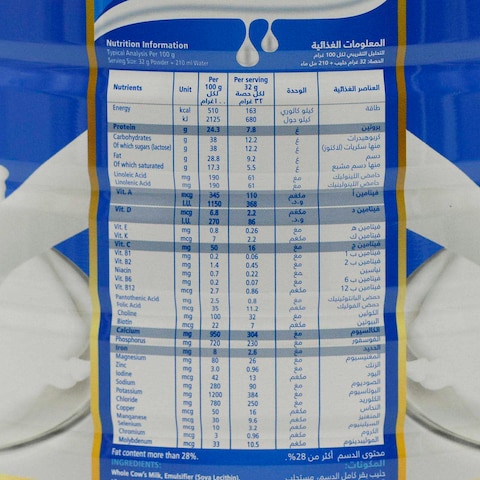 Nutrition Information المعلومات الغذائية
Typical Analysis Per 100 g التحليل التقريبي لكل 100 غرام
Serving Size: 32 g Powder + 210 ml Water الحصة: 32 غرام حليب + 210 مل ماء
Nutrients Unit Per 100 g لكل ١٠٠ غرام Per serving 32 g لكل حصة ٣٢ غرام الوحدة العناصر الغذائية
Energy kcal 510 163 كيلو كالوري طاقة
kJ 2125 680 كيلو جول
Protein g 24.3 7.8 غ بروتين
Carbohydrates g 38 12.2 غ كربوهيدرات
Of which sugars (lactose) g 38 12.2 غ منها سكريات (لاكتوز)
Fat g 28.8 9.2 غ دسم
Of which saturated g 17.3 5.5 غ منها دسم مشبع
Linoleic Acid mg 190 61 مغ حامض اللينوليك
Linolenic Acid mg 190 61 مغ
Vit. A mcg 345 110 مكغم فيتامين أ
I.U. 1150 368 و.د.
Vit. D mcg 6.8 2.2 مكغم فيتامين د
I.U. 270 86 و.د.
Vit. E mg 0.8 0.26 مغ فيتامين هـ
Vit. K mcg 7 2.2 مكغم فيتامين ك
Vit. C mg 50 16 مغ فيتامين ج
Vit. B1 mg 0.2 0.06 مغ فيتامين ب 1
Vit. B2 mg 1.4 0.45 مغ فيتامين ب 2
Niacin mg 0.7 0.22 مغ نياسين
Vit. B6 mg 0.2 0.07 مغ فيتامين ب 6
Vit. B12 mcg 2.7 0.86 مكغم فيتامين ب 12
Pantothenic Acid mg 2.5 0.8 مغ حمض البانتوثينيك
Folic Acid mcg 35 11.2 مكغم حمض الفوليك
Choline mg 100 32 مغ الكولين
Biotin mcg 22 7 مكغم البيوتين
Calcium mg 950 304 مغ الكالسيوم
Phosphorus mg 720 230 مغ الفوسفور
Iron mg 8 2.6 مغ الحديد
Magnesium mg 80 26 مغ المغنيسيوم
Zinc mg 3.0 0.96 مغ الزنك
Iodine mcg 42 13 مكغم اليود
Sodium mg 280 90 مغ الصوديوم
Potassium mg 1200 384 مغ البوتاسيوم
Chloride mg 780 250 مغ الكلوريد
Copper mcg 50 16 مكغم النحاس
Manganese mcg 30 10 مكغم المنغنيز
Selenium mcg 10 3.2 مكغم السيلينيوم
Chromium mcg 3 0.96 مكغم الكروم
Molybdenum mcg 33 10.5 مكغم الموليبدينوم
Fat content more than 28%. محتوى الدسم أكثر من 28%.
INGREDIENTS: المكونات:
Whole Cow's Milk, Emulsifier (Soya Lecithin), حليب بقر كامل الدسم، مستحلب